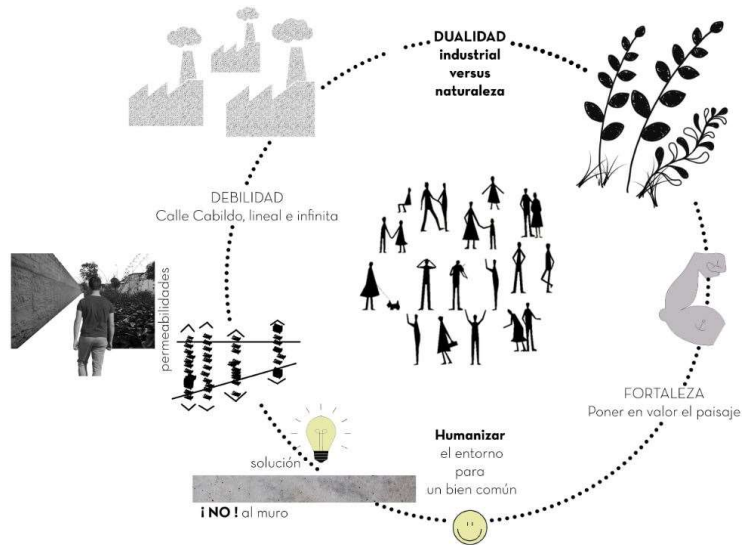 DUALIDAD
industrial
versus
naturaleza
DEBILIDAD
Calle Cabildo, lineal e infinita
permeabilidades
FORTALEZA
Poner en valor el paisaje
Humanizar
el entorno
para
un bien común
solución
¡ NO ! al muro